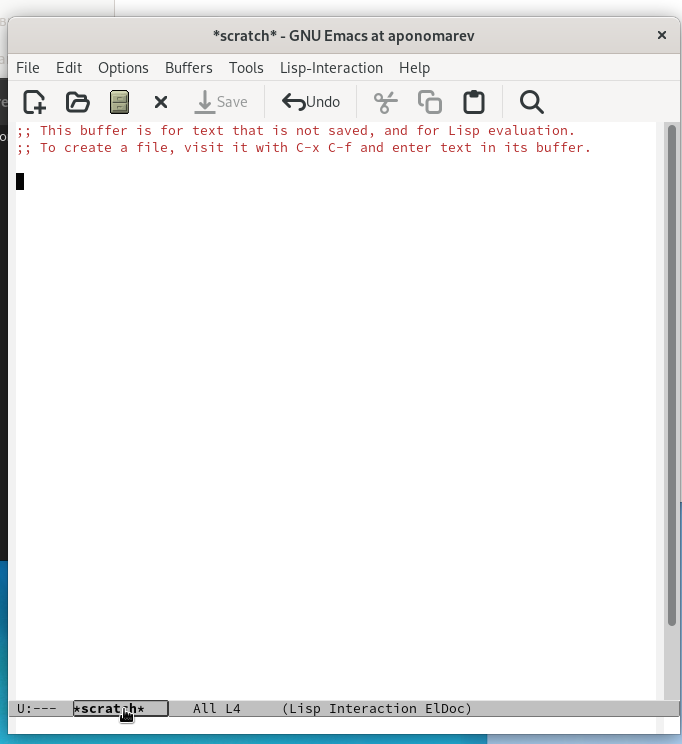 *scratch* - GNU Emacs at aponomarev
File Edit Options Buffers Tools Lisp-Interaction Help
Save Undo
;; This buffer is for text that is not saved, and for Lisp evaluation.
;; To create a file, visit it with C-x C-f and enter text in its buffer.
U:--- *scratch* All L4 (Lisp Interaction ElDoc)